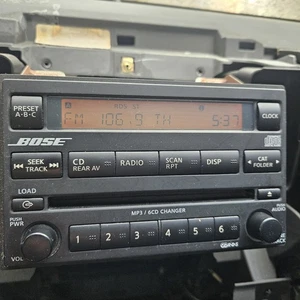 PRESET
A·B·C
FM 106.9 TH 5:37
CLOCK
BOSE
SEEK
TRACK
CD
REAR AV
RADIO
SCAN
RPT
DISP
CAT
FOLDER
LOAD
MP3 / 6CD CHANGER
PUSH
PWR
VOL
1 2 3 4 5 6
AUDIO